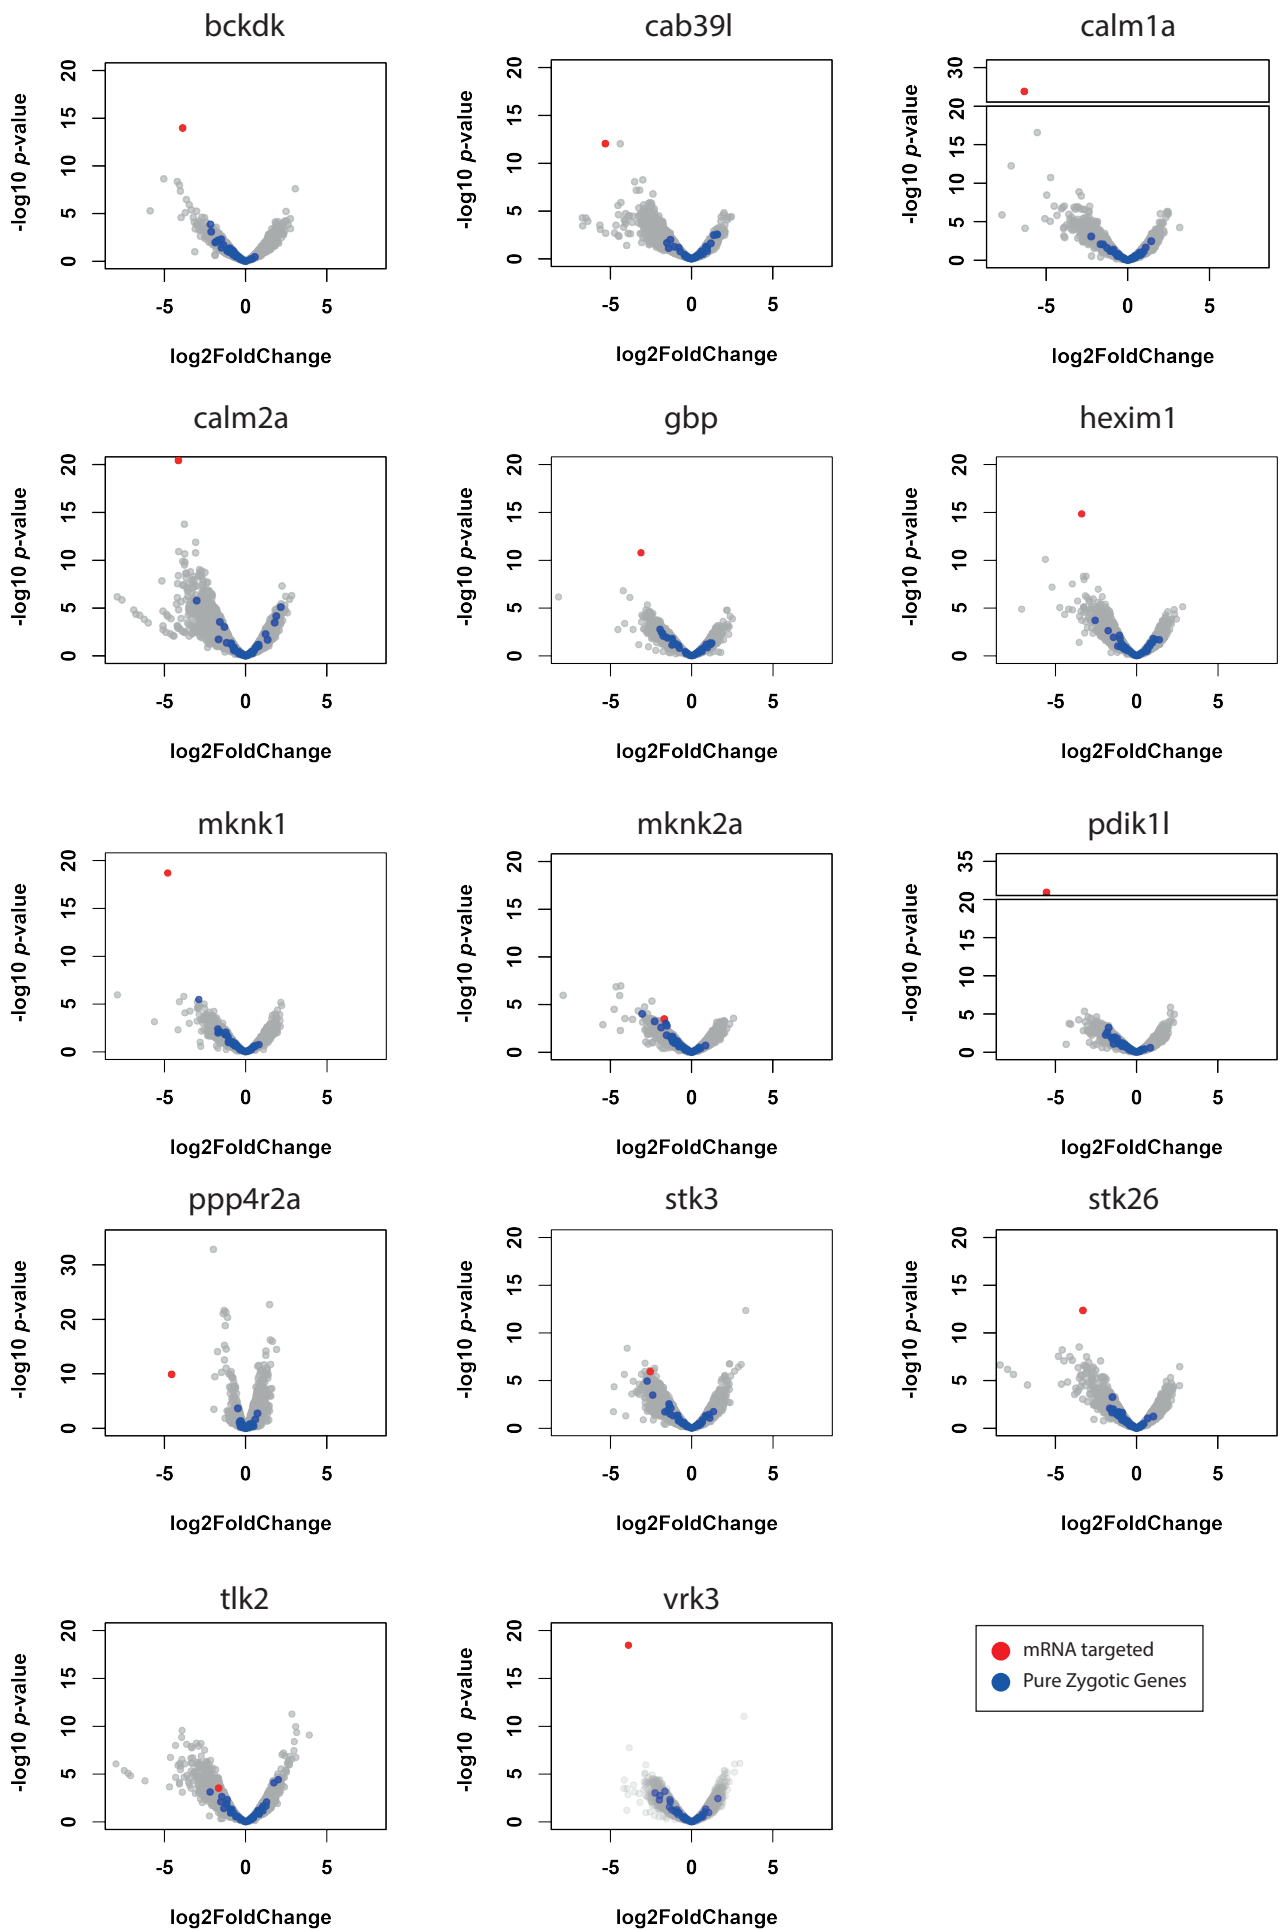 bckdk
cab39l
calm1a
-log10 p-value
20
15
10
5
0
-5 0 5
log2FoldChange
-log10 p-value
20
15
10
5
0
-5 0 5
log2FoldChange
-log10 p-value
30
20
15
10
5
0
-5 0 5
log2FoldChange
calm2a
gbp
hexim1
-log10 p-value
20
15
10
5
0
-5 0 5
log2FoldChange
-log10 p-value
20
15
10
5
0
-5 0 5
log2FoldChange
-log10 p-value
20
15
10
5
0
-5 0 5
log2FoldChange
mknk1
mknk2a
pdik1l
-log10 p-value
20
15
10
5
0
-5 0 5
log2FoldChange
-log10 p-value
20
15
10
5
0
-5 0 5
log2FoldChange
-log10 p-value
35
20
15
10
5
0
-5 0 5
log2FoldChange
ppp4r2a
stk3
stk26
-log10 p-value
30
20
10
0
-5 0 5
log2FoldChange
-log10 p-value
20
15
10
5
0
-5 0 5
log2FoldChange
-log10 p-value
20
15
10
5
0
-5 0 5
log2FoldChange
tlk2
vrk3
-log10 p-value
20
15
10
5
0
-5 0 5
log2FoldChange
-log10 p-value
20
15
10
5
0
-5 0 5
log2FoldChange
mRNA targeted
Pure Zygotic Genes